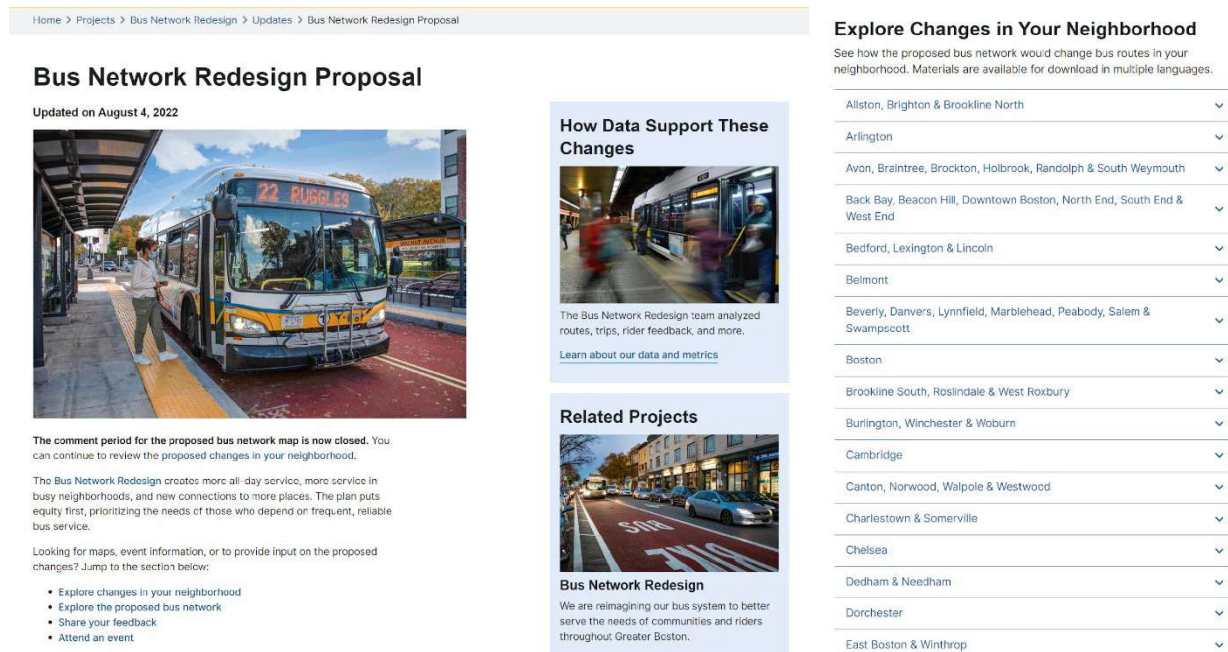 Home > Projects > Bus Network Redesign > Updates > Bus Network Redesign Proposal
Bus Network Redesign Proposal
Updated on August 4, 2022
22 RUGGLES
WALNUT AVENUE
The comment period for the proposed bus network map is now closed. You
can continue to review the proposed changes in your neighborhood.
The Bus Network Redesign creates more all-day service, more service in
busy neighborhoods, and new connections to more places. The plan puts
equity first, prioritizing the needs of those who depend on frequent, reliable
bus service.
Looking for maps, event information, or to provide input on the proposed
changes? Jump to the section below:
• Explore changes in your neighborhood
• Explore the proposed bus network
• Share your feedback
• Attend an event
How Data Support These
Changes
The Bus Network Redesign team analyzed
routes, trips, rider feedback, and more.
Learn about our data and metrics
Related Projects
BUS
BIKE
Bus Network Redesign
We are reimagining our bus system to better
serve the needs of communities and riders
throughout Greater Boston.
Explore Changes in Your Neighborhood
See how the proposed bus network would change bus routes in your
neighborhood. Materials are available for download in multiple languages.
Allston, Brighton & Brookline North
Arlington
Avon, Braintree, Brockton, Holbrook, Randolph & South Weymouth
Back Bay, Beacon Hill, Downtown Boston, North End, South End &
West End
Bedford, Lexington & Lincoln
Belmont
Beverly, Danvers, Lynnfield, Marblehead, Peabody, Salem &
Swampscott
Boston
Brookline South, Roslindale & West Roxbury
Burlington, Winchester & Woburn
Cambridge
Canton, Norwood, Walpole & Westwood
Charlestown & Somerville
Chelsea
Dedham & Needham
Dorchester
East Boston & Winthrop